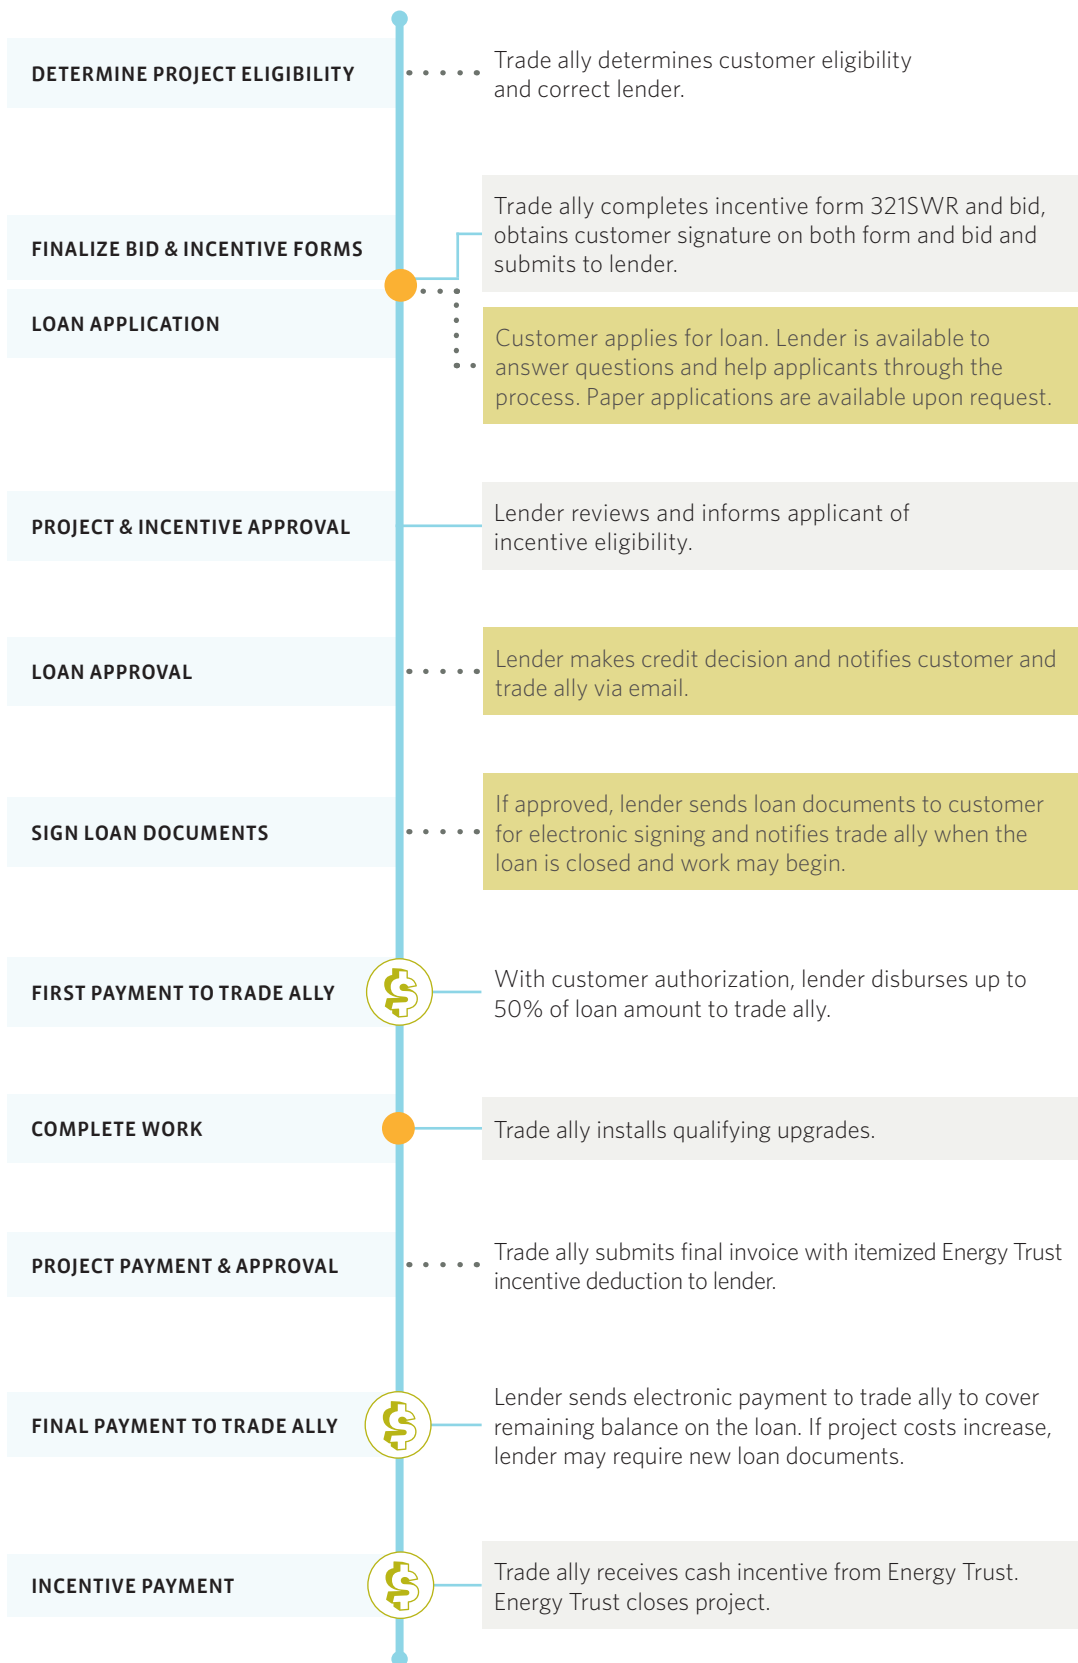 DETERMINE PROJECT ELIGIBILITY
Trade ally determines customer eligibility
and correct lender.
FINALIZE BID & INCENTIVE FORMS
Trade ally completes incentive form 321SWR and bid,
obtains customer signature on both form and bid and
submits to lender.
LOAN APPLICATION
Customer applies for loan. Lender is available to
answer questions and help applicants through the
process. Paper applications are available upon request.
PROJECT & INCENTIVE APPROVAL
Lender reviews and informs applicant of
incentive eligibility.
LOAN APPROVAL
Lender makes credit decision and notifies customer and
trade ally via email.
SIGN LOAN DOCUMENTS
If approved, lender sends loan documents to customer
for electronic signing and notifies trade ally when the
loan is closed and work may begin.
FIRST PAYMENT TO TRADE ALLY
$
With customer authorization, lender disburses up to
50% of loan amount to trade ally.
COMPLETE WORK
Trade ally installs qualifying upgrades.
PROJECT PAYMENT & APPROVAL
Trade ally submits final invoice with itemized Energy Trust
incentive deduction to lender.
FINAL PAYMENT TO TRADE ALLY
$
Lender sends electronic payment to trade ally to cover
remaining balance on the loan. If project costs increase,
lender may require new loan documents.
INCENTIVE PAYMENT
$
Trade ally receives cash incentive from Energy Trust.
Energy Trust closes project.